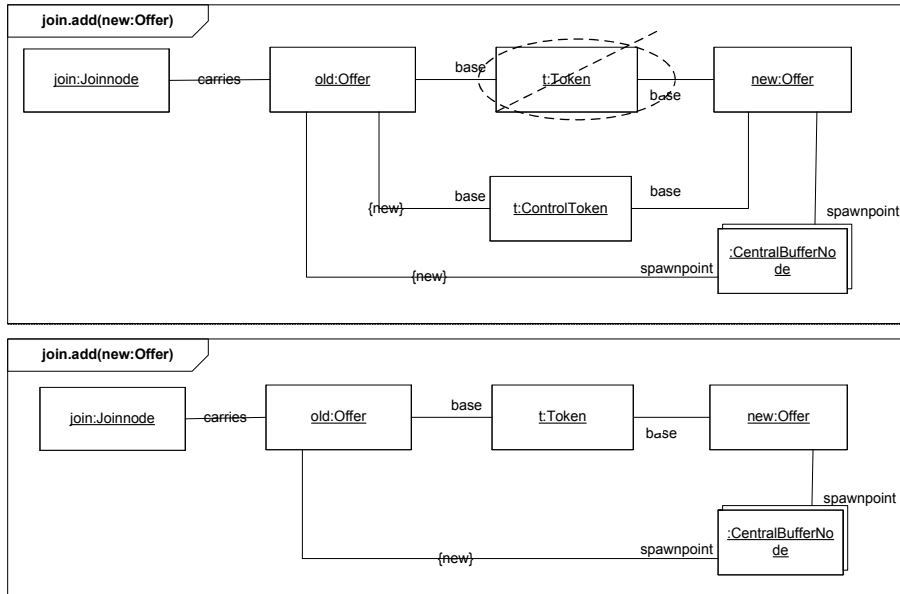 join.add(new:Offer)
join:Joinnode
carries
old:Offer
base
t:Token
base
new:Offer
{new}
base
t:ControlToken
base
spawnpoint
:CentralBufferNo
de
{new}
spawnpoint
join.add(new:Offer)
join:Joinnode
carries
old:Offer
base
t:Token
base
new:Offer
spawnpoint
:CentralBufferNo
de
{new}
spawnpoint